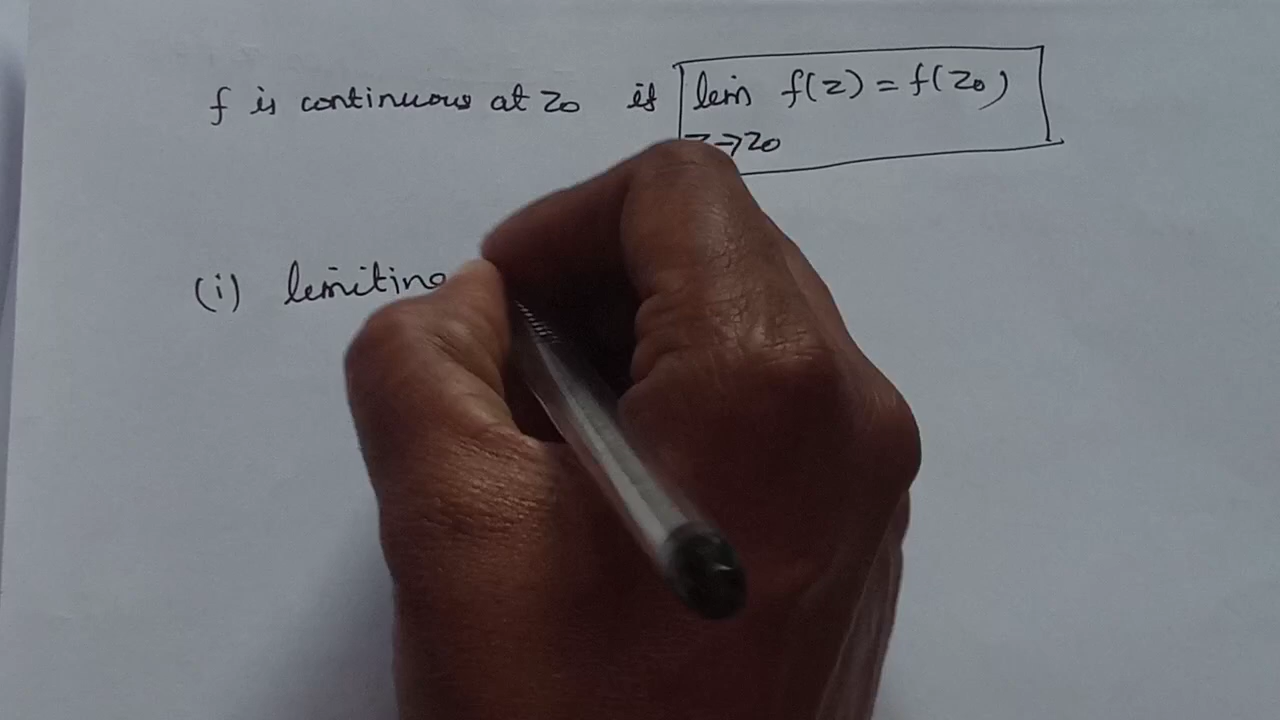 f is continuous at z0 if lim f(z) = f(z0)
z→z0
(i) limiting